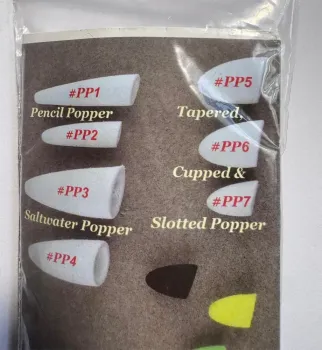 #PP1
Pencil Popper
#PP2
#PP3
Saltwater Popper
#PP4
#PP5
Tapered,
#PP6
Cupped &
#PP7
Slotted Popper